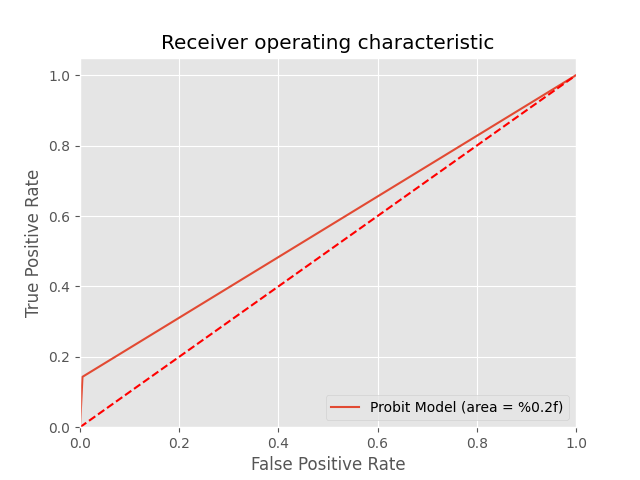 Receiver operating characteristic
True Positive Rate
1.0
0.8
0.6
0.4
0.2
0.0
Probit Model (area = %0.2f)
0.0 0.2 0.4 0.6 0.8 1.0
False Positive Rate